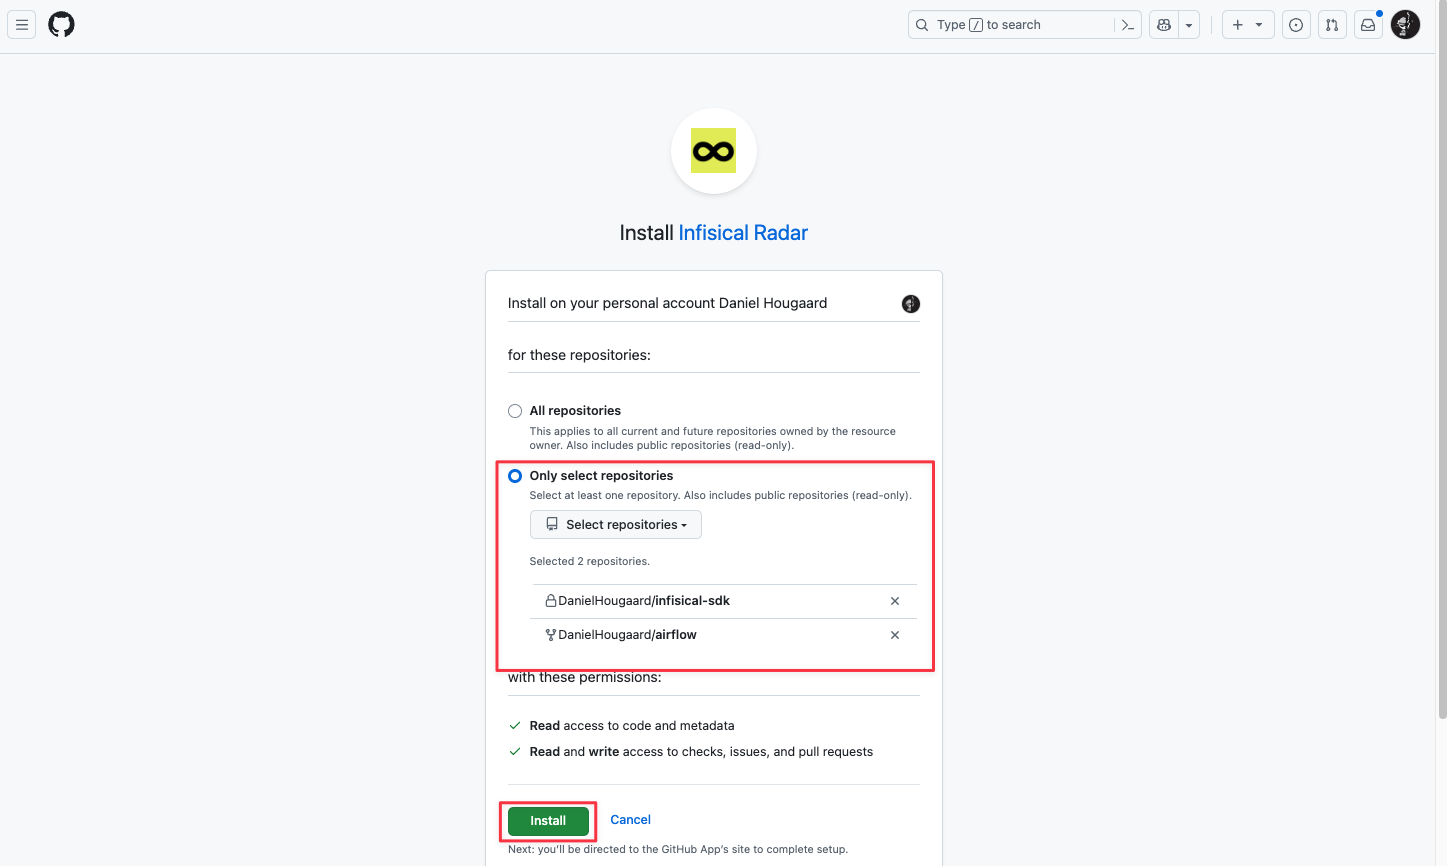 Type / to search
Install Infisical Radar
Install on your personal account Daniel Hougaard
for these repositories:
All repositories
This applies to all current and future repositories owned by the resource
owner. Also includes public repositories (read-only).
Only select repositories
Select at least one repository. Also includes public repositories (read-only).
Select repositories
Selected 2 repositories.
DanielHougaard/infisical-sdk
DanielHougaard/airflow
with these permissions:
Read access to code and metadata
Read and write access to checks, issues, and pull requests
Install Cancel
Next: you'll be directed to the GitHub App's site to complete setup.